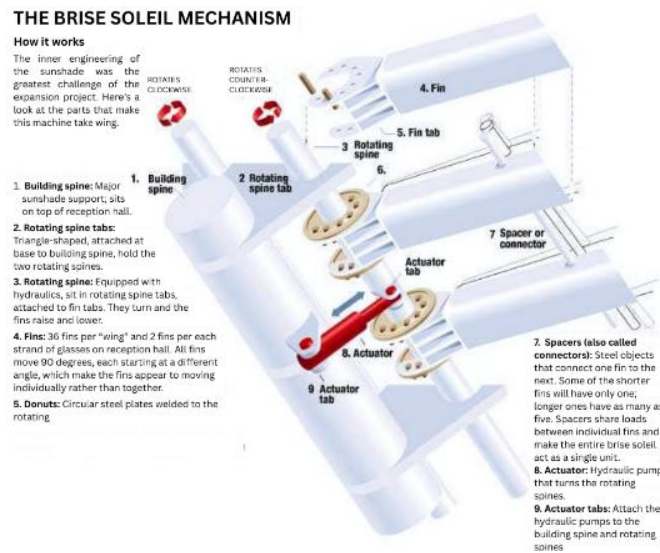 THE BRISE SOLEIL MECHANISM
How it works
The inner engineering of
the sunshade was the
greatest challenge of the
expansion project. Here's a
look at the parts that make
this machine take wing.
ROTATES
CLOCKWISE
ROTATES
COUNTER-
CLOCKWISE
4. Fin
5. Fin tab
3 Rotating
spine
6.
1. Building
spine
2 Rotating
spine tab
7 Spacer or
connector
Actuator
tab
8. Actuator
9 Actuator
tab
1. Building spine: Major
sunshade support; sits
on top of reception hall.
2. Rotating spine tabs:
Triangle-shaped, attached at
base to building spine, hold the
two rotating spines.
3. Rotating spine: Equipped with
hydraulics, sit in rotating spine tabs,
attached to fin tabs. They turn and the
fins raise and lower.
4. Fins: 36 fins per "wing" and 2 fins per each
strand of glasses on reception hall. All fins
move 90 degrees, each starting at a different
angle, which make the fins appear to moving
individually rather than together.
5. Donuts: Circular steel plates welded to the
rotating
7. Spacers (also called
connectors): Steel objects
that connect one fin to the
next. Some of the shorter
fins will have only one;
longer ones have as many as
five. Spacers share loads
between individual fins and
make the entire brise soleil
act as a single unit.
8. Actuator: Hydraulic pump
that turns the rotating
spines.
9. Actuator tabs: Attach the
hydraulic pumps to the
building spine and rotating
spines